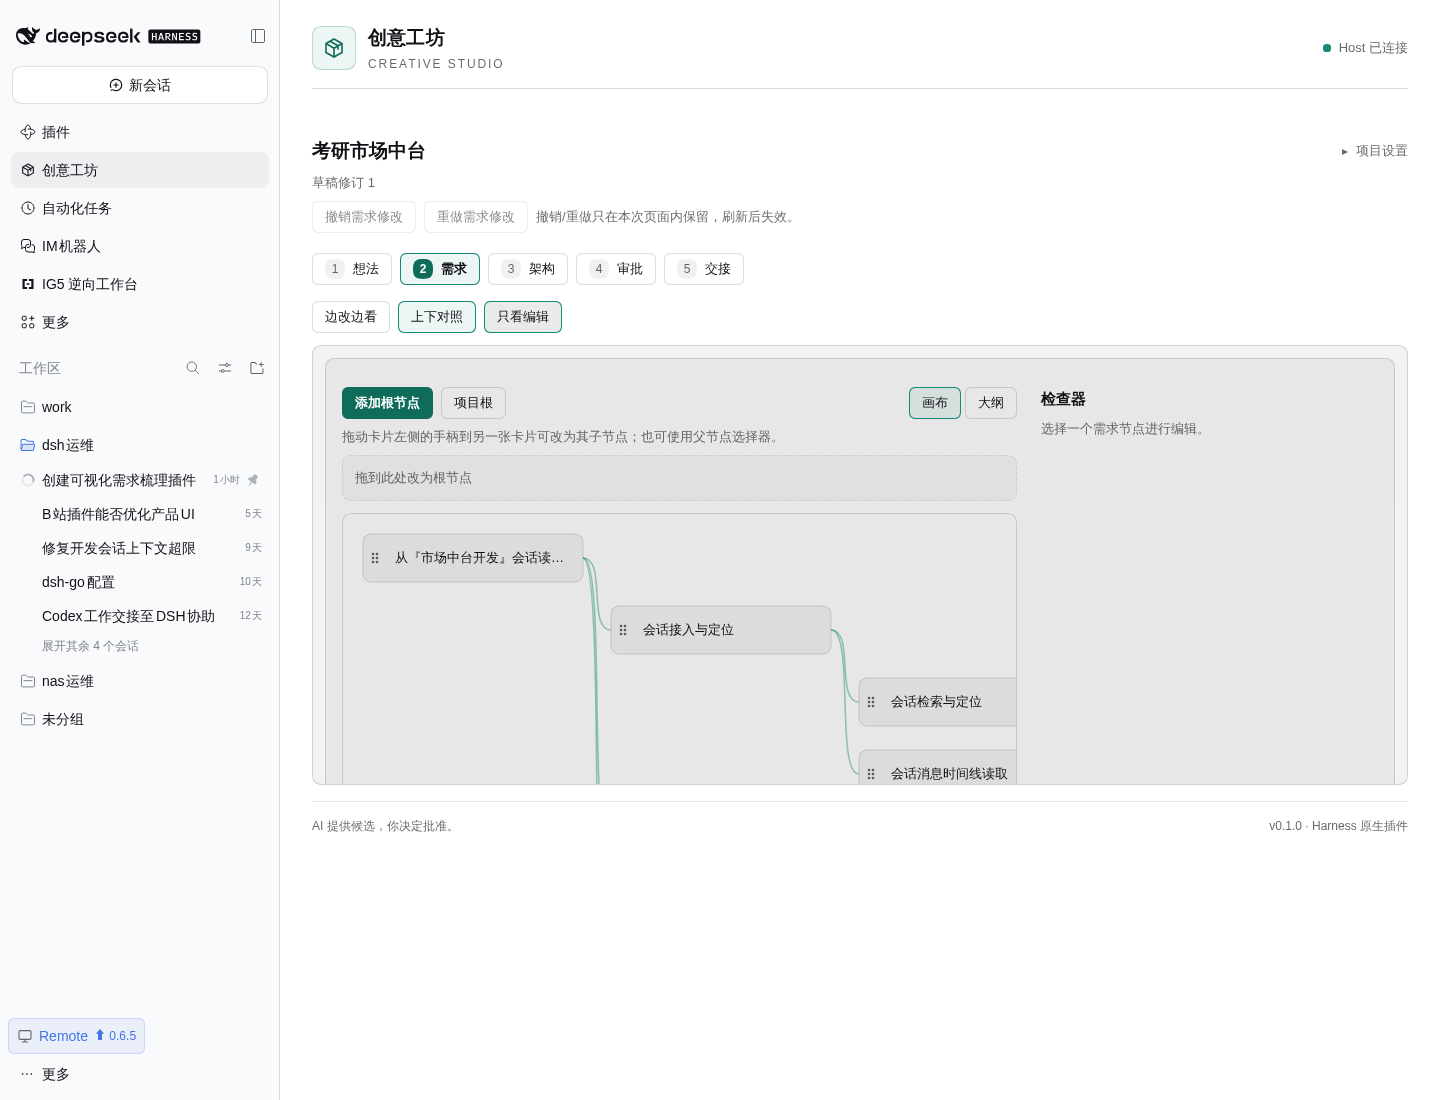 deepseek HARNESS
新会话
插件
创意工坊
自动化任务
IM机器人
IG5 逆向工作台
更多
工作区
work
dsh运维
创建可视化需求梳理插件 1小时
B站插件能否优化产品UI 5天
修复开发会话上下文超限 9天
dsh-go配置 10天
Codex工作交接至DSH协助 12天
展开其余 4 个会话
nas运维
未分组
Remote 0.6.5
更多
创意工坊
CREATIVE STUDIO
Host 已连接
考研市场中台
项目设置
草稿修订 1
撤销需求修改 重做需求修改 撤销/重做只在本次页面内保留，刷新后失效。
1 想法 2 需求 3 架构 4 审批 5 交接
边改边看 上下对照 只看编辑
添加根节点 项目根 画布 大纲
检查器
拖动卡片左侧的手柄到另一张卡片可改为其子节点；也可使用父节点选择器。
选择一个需求节点进行编辑。
拖到此处改为根节点
从『市场中台开发』会话读…
会话接入与定位
会话检索与定位
会话消息时间线读取
AI 提供候选，你决定批准。
v0.1.0 · Harness 原生插件